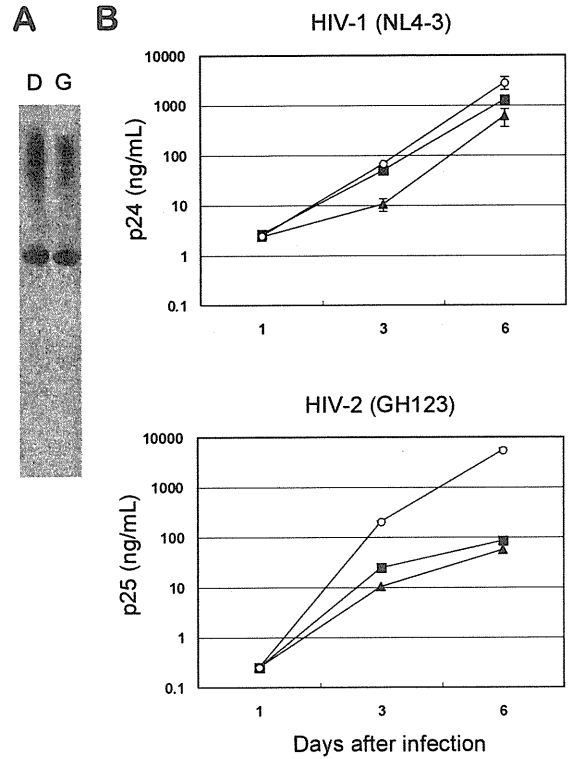 A
D G
B
HIV-1 (NL4-3)
p24 (ng/mL)
10000
1000
100
10
1
0.1
1 3 6
HIV-2 (GH123)
p25 (ng/mL)
10000
1000
100
10
1
0.1
1 3 6
Days after infection